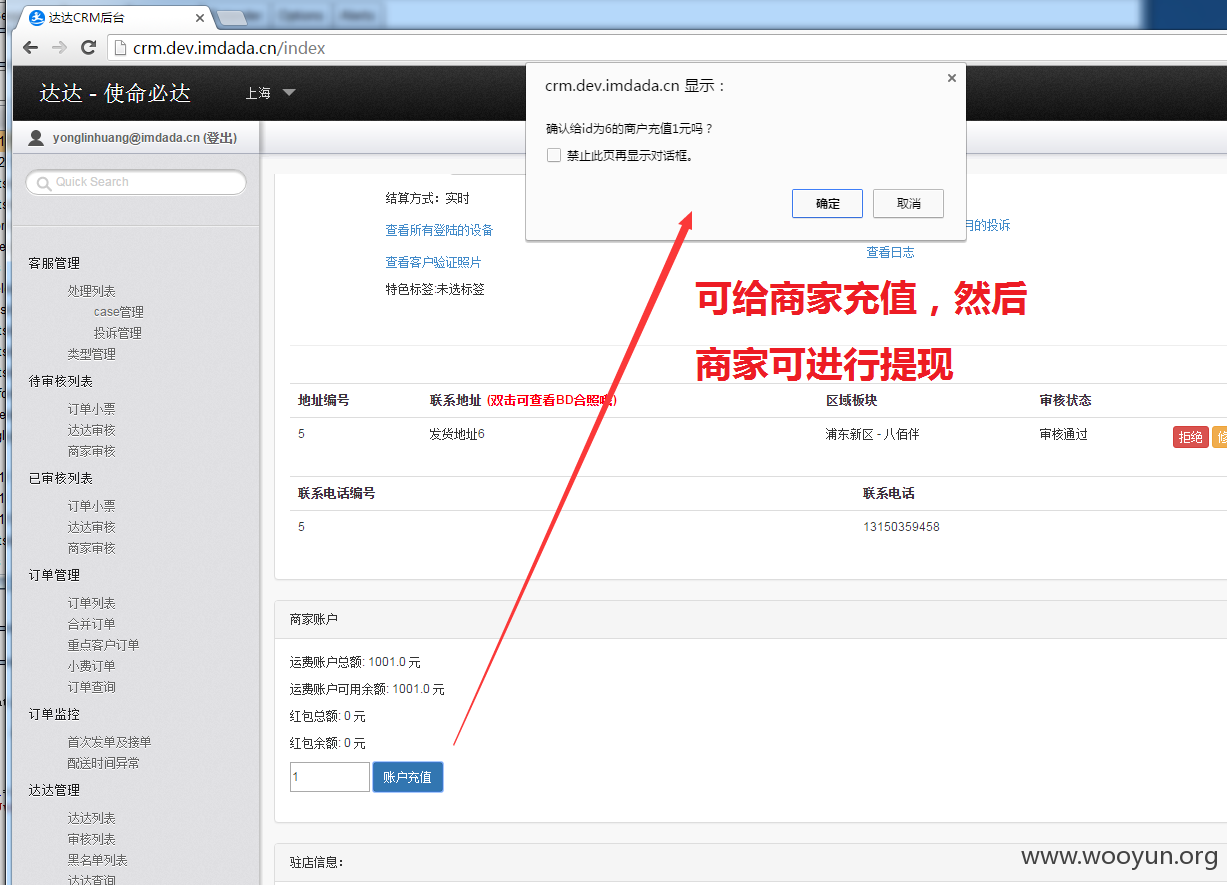 达达CRM后台
Options
crm.dev.imdada.cn/index
达达 - 使命必达
上海
crm.dev.imdada.cn 显示：
确认给id为6的商户充值1元吗？
禁止此页再显示对话框。
确定
取消
yonglinhuang@imdada.cn (登出)
Quick Search
客服管理
处理列表
case管理
投诉管理
类型管理
待审核列表
订单小票
达达审核
商家审核
已审核列表
订单小票
达达审核
商家审核
订单管理
订单列表
合并订单
重点客户订单
小费订单
订单查询
订单监控
首次发单及接单
配送时间异常
达达管理
达达列表
审核列表
黑名单列表
达达查询
结算方式：实时
查看所有登陆的设备
查看客户验证照片
特色标签:未选标签
用的投诉
查看日志
可给商家充值，然后
商家可进行提现
地址编号 联系地址 (双击可查看BD合照哦) 区域板块 审核状态
5 发货地址6 浦东新区 - 八佰伴 审核通过 拒绝
联系电话编号 联系电话
5 13150359458
商家账户
运费账户总额: 1001.0 元
运费账户可用余额: 1001.0 元
红包总额: 0 元
红包余额: 0 元
1 账户充值
驻店信息：
www.wooyun.org